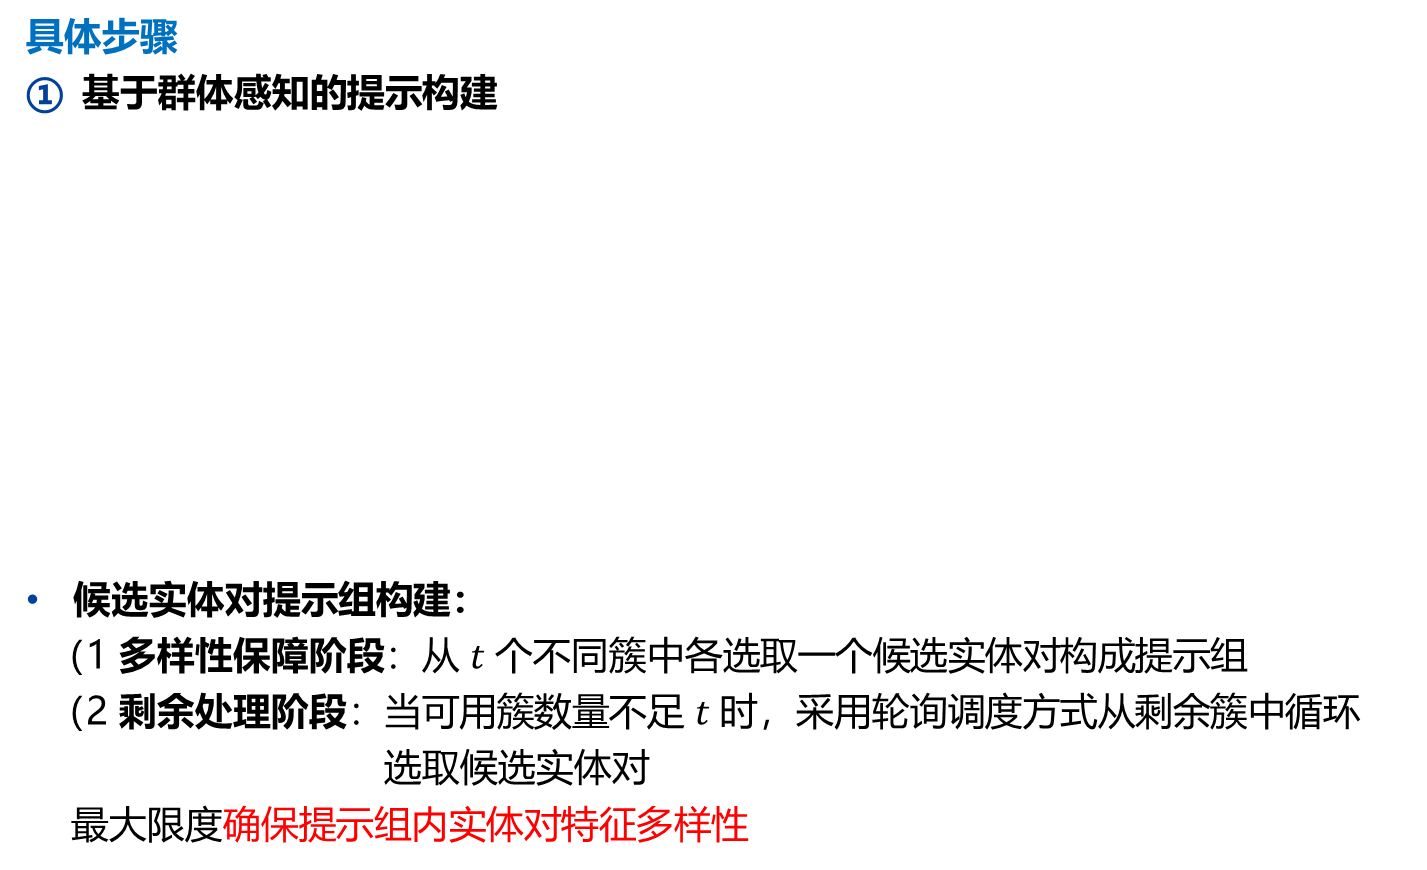 具体步骤
① 基于群体感知的提示构建
• 候选实体对提示组构建：
(1 多样性保障阶段：从 t 个不同簇中各选取一个候选实体对构成提示组
(2 剩余处理阶段：当可用簇数量不足 t 时，采用轮询调度方式从剩余簇中循环
选取候选实体对
最大限度确保提示组内实体对特征多样性